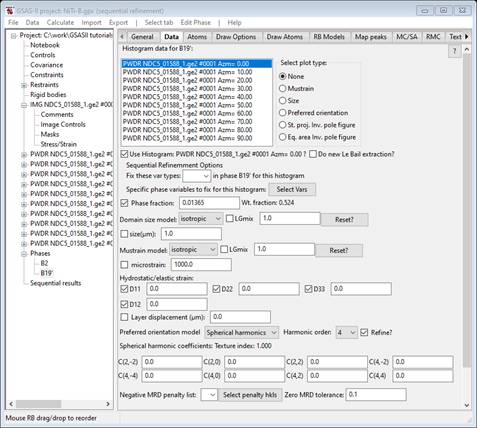 GSAS-II project: NiTi-B.gpx (sequential refinement)
File Data Calculate Import Export | Select tab Edit Phase | Help
Project: C:\work\GSASII tutorials
Notebook
Controls
Covariance
Constraints
Restraints
Rigid bodies
IMG NDC5_01588_1.ge2 #0001
Comments
Image Controls
Masks
Stress/Strain
PWDR NDC5_01588_1.ge2 #0001
PWDR NDC5_01588_1.ge2 #0001
PWDR NDC5_01588_1.ge2 #0001
PWDR NDC5_01588_1.ge2 #0001
PWDR NDC5_01588_1.ge2 #0001
PWDR NDC5_01588_1.ge2 #0001
PWDR NDC5_01588_1.ge2 #0001
PWDR NDC5_01588_1.ge2 #0001
PWDR NDC5_01588_1.ge2 #0001
PWDR NDC5_01588_1.ge2 #0001
Phases
B2
B19'
Sequential results
General Data Atoms Draw Options Draw Atoms RB Models Map peaks MC/SA RMC Text
Histogram data for B19':
?
PWDR NDC5_01588_1.ge2 #0001 Azm= 0.00
PWDR NDC5_01588_1.ge2 #0001 Azm= 10.00
PWDR NDC5_01588_1.ge2 #0001 Azm= 20.00
PWDR NDC5_01588_1.ge2 #0001 Azm= 30.00
PWDR NDC5_01588_1.ge2 #0001 Azm= 40.00
PWDR NDC5_01588_1.ge2 #0001 Azm= 50.00
PWDR NDC5_01588_1.ge2 #0001 Azm= 60.00
PWDR NDC5_01588_1.ge2 #0001 Azm= 70.00
PWDR NDC5_01588_1.ge2 #0001 Azm= 80.00
PWDR NDC5_01588_1.ge2 #0001 Azm= 90.00
Select plot type:
None
Mustrain
Size
Preferred orientation
St. proj. Inv. pole figure
Eq. area Inv. pole figure
Use Histogram: PWDR NDC5_01588_1.ge2 #0001 Azm= 0.00 ? Do new Le Bail extraction?
Sequential Refinemment Options
Fix these var types: in phase B19' for this histogram
Specific phase variables to fix for this histogram: Select Vars
Phase fraction: 0.01365 Wt. fraction: 0.524
Domain size model: isotropic LGmix 1.0 Reset?
size(μm): 1.0
Mustrain model: isotropic LGmix 1.0 Reset?
microstrain: 1000.0
Hydrostatic/elastic strain:
D11 0.0 D22 0.0 D33 0.0
D12 0.0
Layer displacement (μm): 0.0
Preferred orientation model Spherical harmonics Harmonic order: 4 Refine?
Spherical harmonic coefficients: Texture index: 1.000
C(2,-2) 0.0 C(2,0) 0.0 C(2,2) 0.0 C(4,-2) 0.0
C(4,-4) 0.0 C(4,0) 0.0 C(4,2) 0.0 C(4,4) 0.0
Negative MRD penalty list: Select penalty hkls Zero MRD tolerance: 0.1
Mouse RB drag/drop to reorder